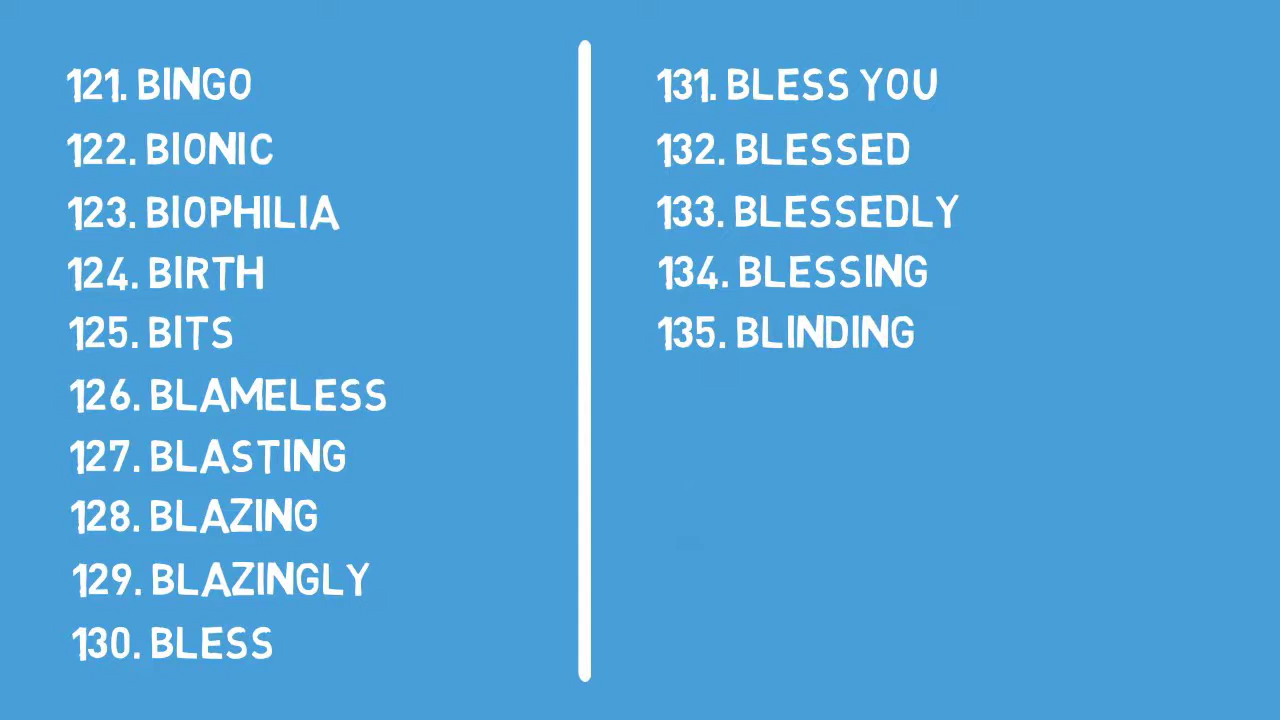 121. BINGO
122. BIONIC
123. BIOPHILIA
124. BIRTH
125. BITS
126. BLAMELESS
127. BLASTING
128. BLAZING
129. BLAZINGLY
130. BLESS
131. BLESS YOU
132. BLESSED
133. BLESSEDLY
134. BLESSING
135. BLINDING